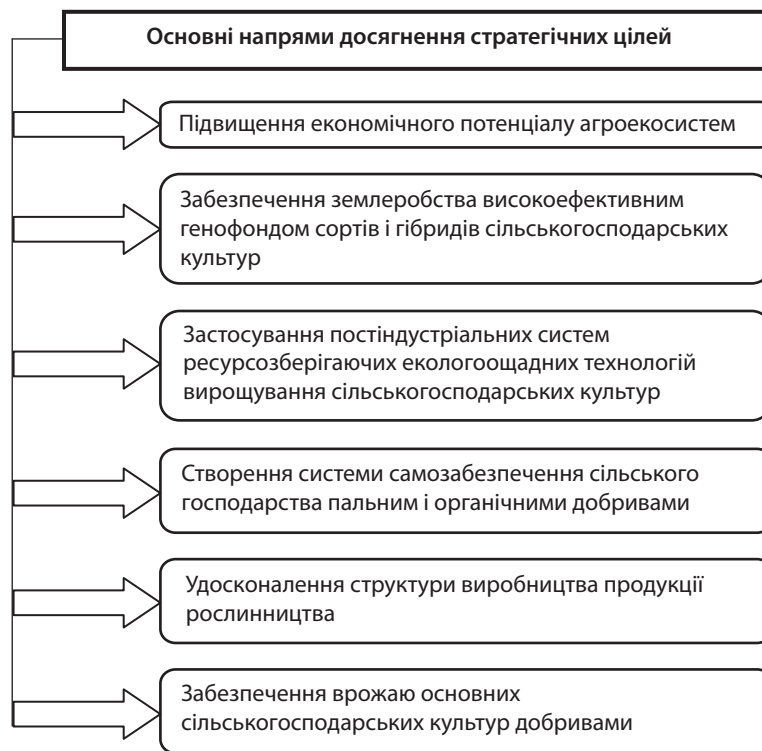 Основні напрями досягнення стратегічних цілей
Підвищення економічного потенціалу агроекосистем
Забезпечення землеробства високоефективним
генофондом сортів і гібридів сільськогосподарських
культур
Застосування постіндустріальних систем
ресурсозберігаючих екологоощадних технологій
вирощування сільськогосподарських культур
Створення системи самозабезпечення сільського
господарства пальним і органічними добривами
Удосконалення структури виробництва продукції
рослинництва
Забезпечення врожаю основних
сільськогосподарських культур добривами